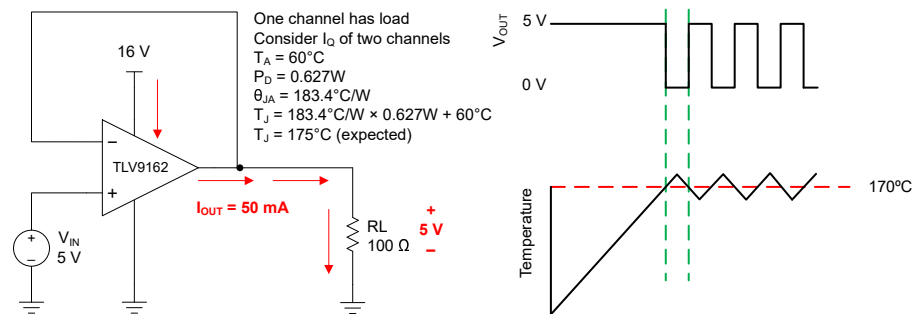 One channel has load
Consider IQ of two channels
TA = 60°C
PD = 0.627W
θJA = 183.4°C/W
TJ = 183.4°C/W × 0.627W + 60°C
TJ = 175°C (expected)
16 V
−
TLV9162
+
IOUT = 50 mA
+
−
VIN
5 V
RL
100 Ω
+
5 V
−
VOUT
5 V
0 V
Temperature
170ºC